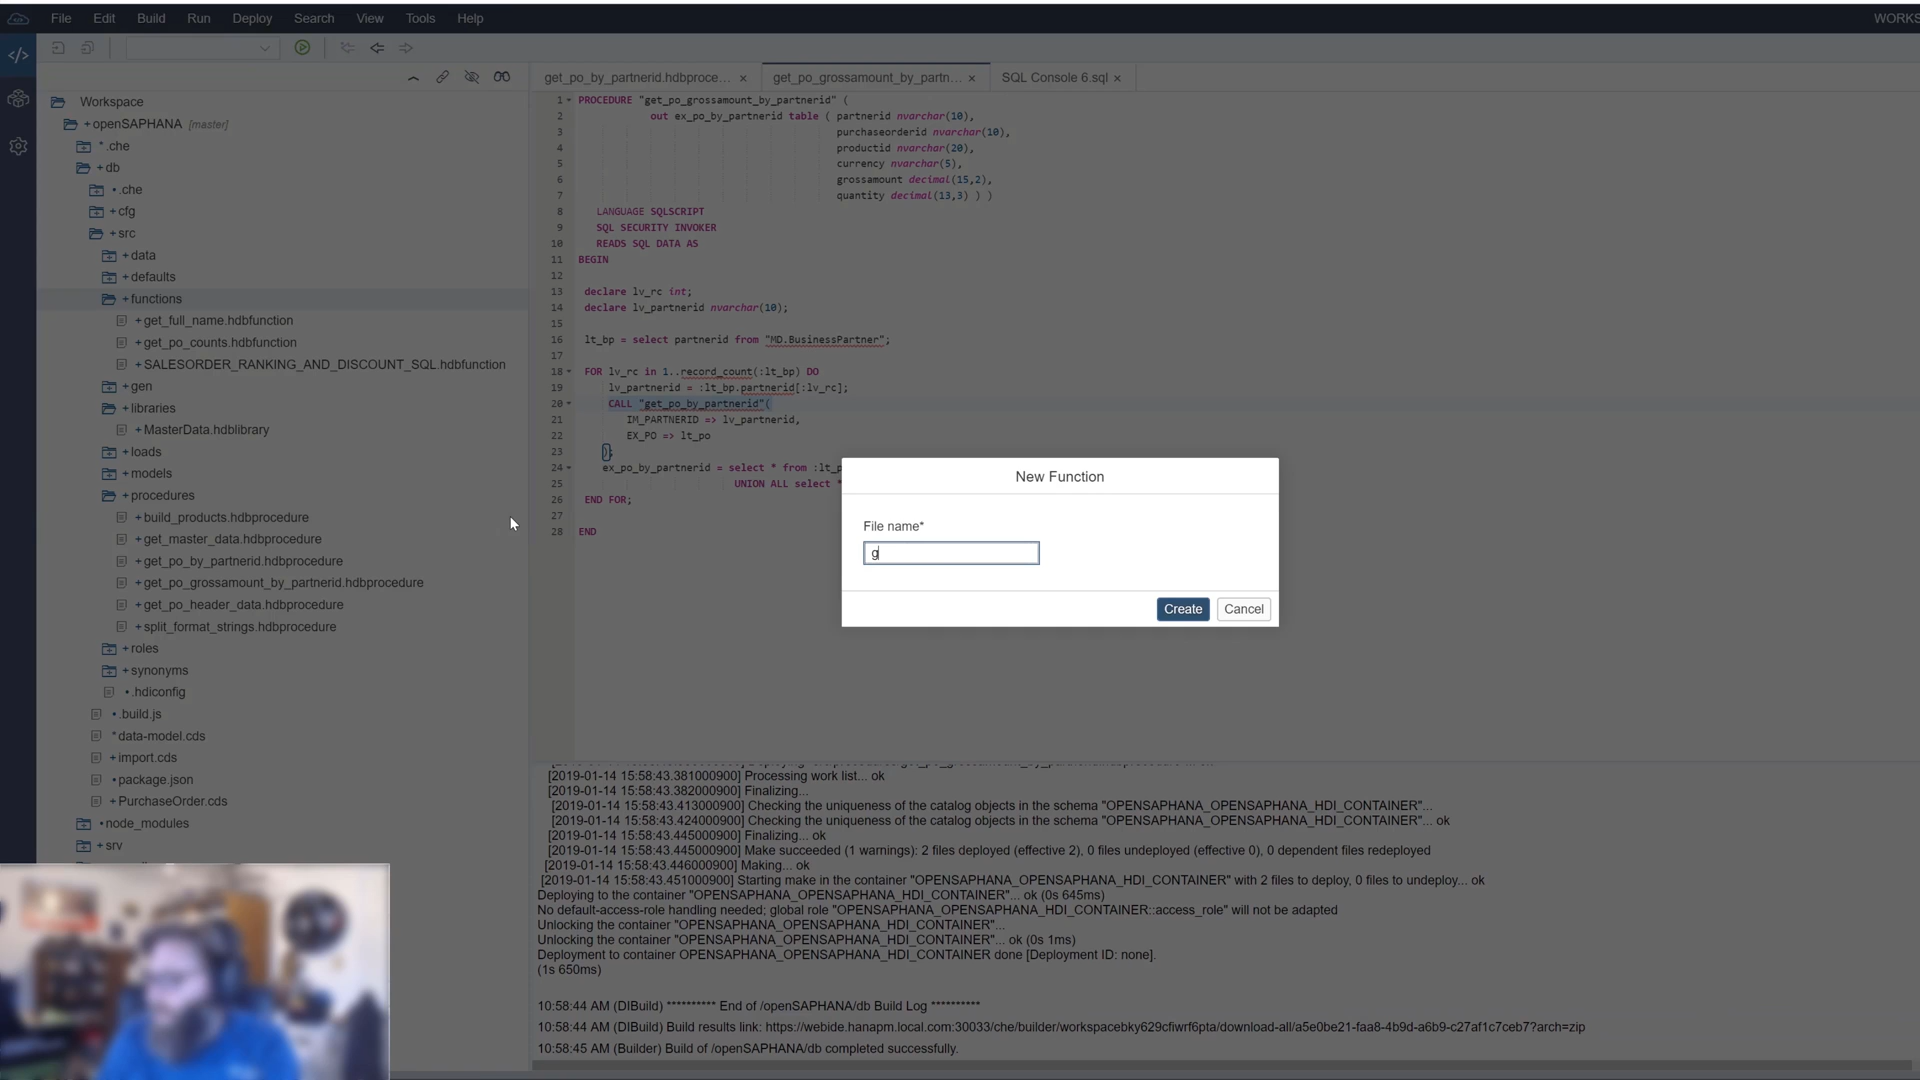 File Edit Build Run Deploy Search View Tools Help
WORKS
get_po_by_partnerid.hdbproce... × get_po_grossamount_by_partn... × SQL Console 6.sql ×
Workspace
+openSAPHANA [master]
*.che
+db
.che
+cfg
+src
+data
+defaults
+functions
+get_full_name.hdbfunction
+get_po_counts.hdbfunction
+SALESORDER_RANKING_AND_DISCOUNT_SQL.hdbfunction
+gen
+libraries
+MasterData.hdblibrary
+loads
+models
+procedures
+build_products.hdbprocedure
+get_master_data.hdbprocedure
+get_po_by_partnerid.hdbprocedure
+get_po_grossamount_by_partnerid.hdbprocedure
+get_po_header_data.hdbprocedure
+split_format_strings.hdbprocedure
+roles
+synonyms
.hdiconfig
.build.js
*data-model.cds
+import.cds
package.json
+PurchaseOrder.cds
node_modules
+srv
1 PROCEDURE "get_po_grossamount_by_partnerid" (
2 out ex_po_by_partnerid table ( partnerid nvarchar(10),
3 purchaseorderid nvarchar(10),
4 productid nvarchar(20),
5 currency nvarchar(5),
6 grossamount decimal(15,2),
7 quantity decimal(13,3) ) )
8 LANGUAGE SQLSCRIPT
9 SQL SECURITY INVOKER
10 READS SQL DATA AS
11 BEGIN
12
13 declare lv_rc int;
14 declare lv_partnerid nvarchar(10);
15
16 lt_bp = select partnerid from "MD.BusinessPartner";
17
18 FOR lv_rc in 1..record_count(:lt_bp) DO
19 lv_partnerid = :lt_bp.partnerid[:lv_rc];
20 CALL "get_po_by_partnerid"(
21 IM_PARTNERID => lv_partnerid,
22 EX_PO => lt_po
23 );
24 ex_po_by_partnerid = select * from :lt_p
25 UNION ALL select *
26 END FOR;
27
28 END
New Function
File name*
g
Create Cancel
[2019-01-14 15:58:43.381000900] Processing work list... ok
[2019-01-14 15:58:43.382000900] Finalizing...
[2019-01-14 15:58:43.413000900] Checking the uniqueness of the catalog objects in the schema "OPENSAPHANA_OPENSAPHANA_HDI_CONTAINER"...
[2019-01-14 15:58:43.424000900] Checking the uniqueness of the catalog objects in the schema "OPENSAPHANA_OPENSAPHANA_HDI_CONTAINER"... ok
[2019-01-14 15:58:43.445000900] Finalizing... ok
[2019-01-14 15:58:43.445000900] Make succeeded (1 warnings): 2 files deployed (effective 2), 0 files undeployed (effective 0), 0 dependent files redeployed
[2019-01-14 15:58:43.446000900] Making... ok
[2019-01-14 15:58:43.451000900] Starting make in the container "OPENSAPHANA_OPENSAPHANA_HDI_CONTAINER" with 2 files to deploy, 0 files to undeploy... ok
Deploying to the container "OPENSAPHANA_OPENSAPHANA_HDI_CONTAINER"... ok (0s 645ms)
No default-access-role handling needed; global role "OPENSAPHANA_OPENSAPHANA_HDI_CONTAINER::access_role" will not be adapted
Unlocking the container "OPENSAPHANA_OPENSAPHANA_HDI_CONTAINER"...
Unlocking the container "OPENSAPHANA_OPENSAPHANA_HDI_CONTAINER"... ok (0s 1ms)
Deployment to container OPENSAPHANA_OPENSAPHANA_HDI_CONTAINER done [Deployment ID: none].
(1s 650ms)
10:58:44 AM (DIBuild) ********** End of /openSAPHANA/db Build Log **********
10:58:44 AM (DIBuild) Build results link: https://webide.hanapm.local.com:30033/che/builder/workspacebky629cfiwrf6pta/download-all/a5e0be21-faa8-4b9d-a6b9-c27af1c7ceb7?arch=zip
10:58:45 AM (Builder) Build of /openSAPHANA/db completed successfully.